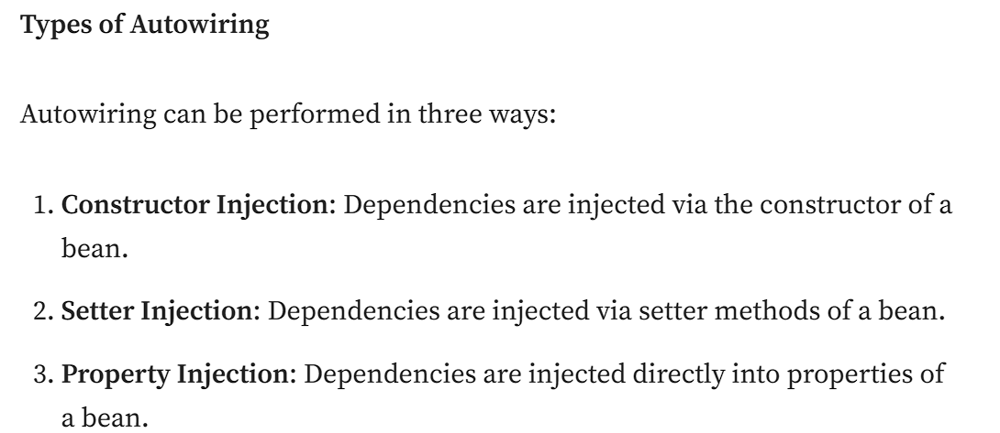 Types of Autowiring
Autowiring can be performed in three ways:
1. Constructor Injection: Dependencies are injected via the constructor of a
bean.
2. Setter Injection: Dependencies are injected via setter methods of a bean.
3. Property Injection: Dependencies are injected directly into properties of
a bean.